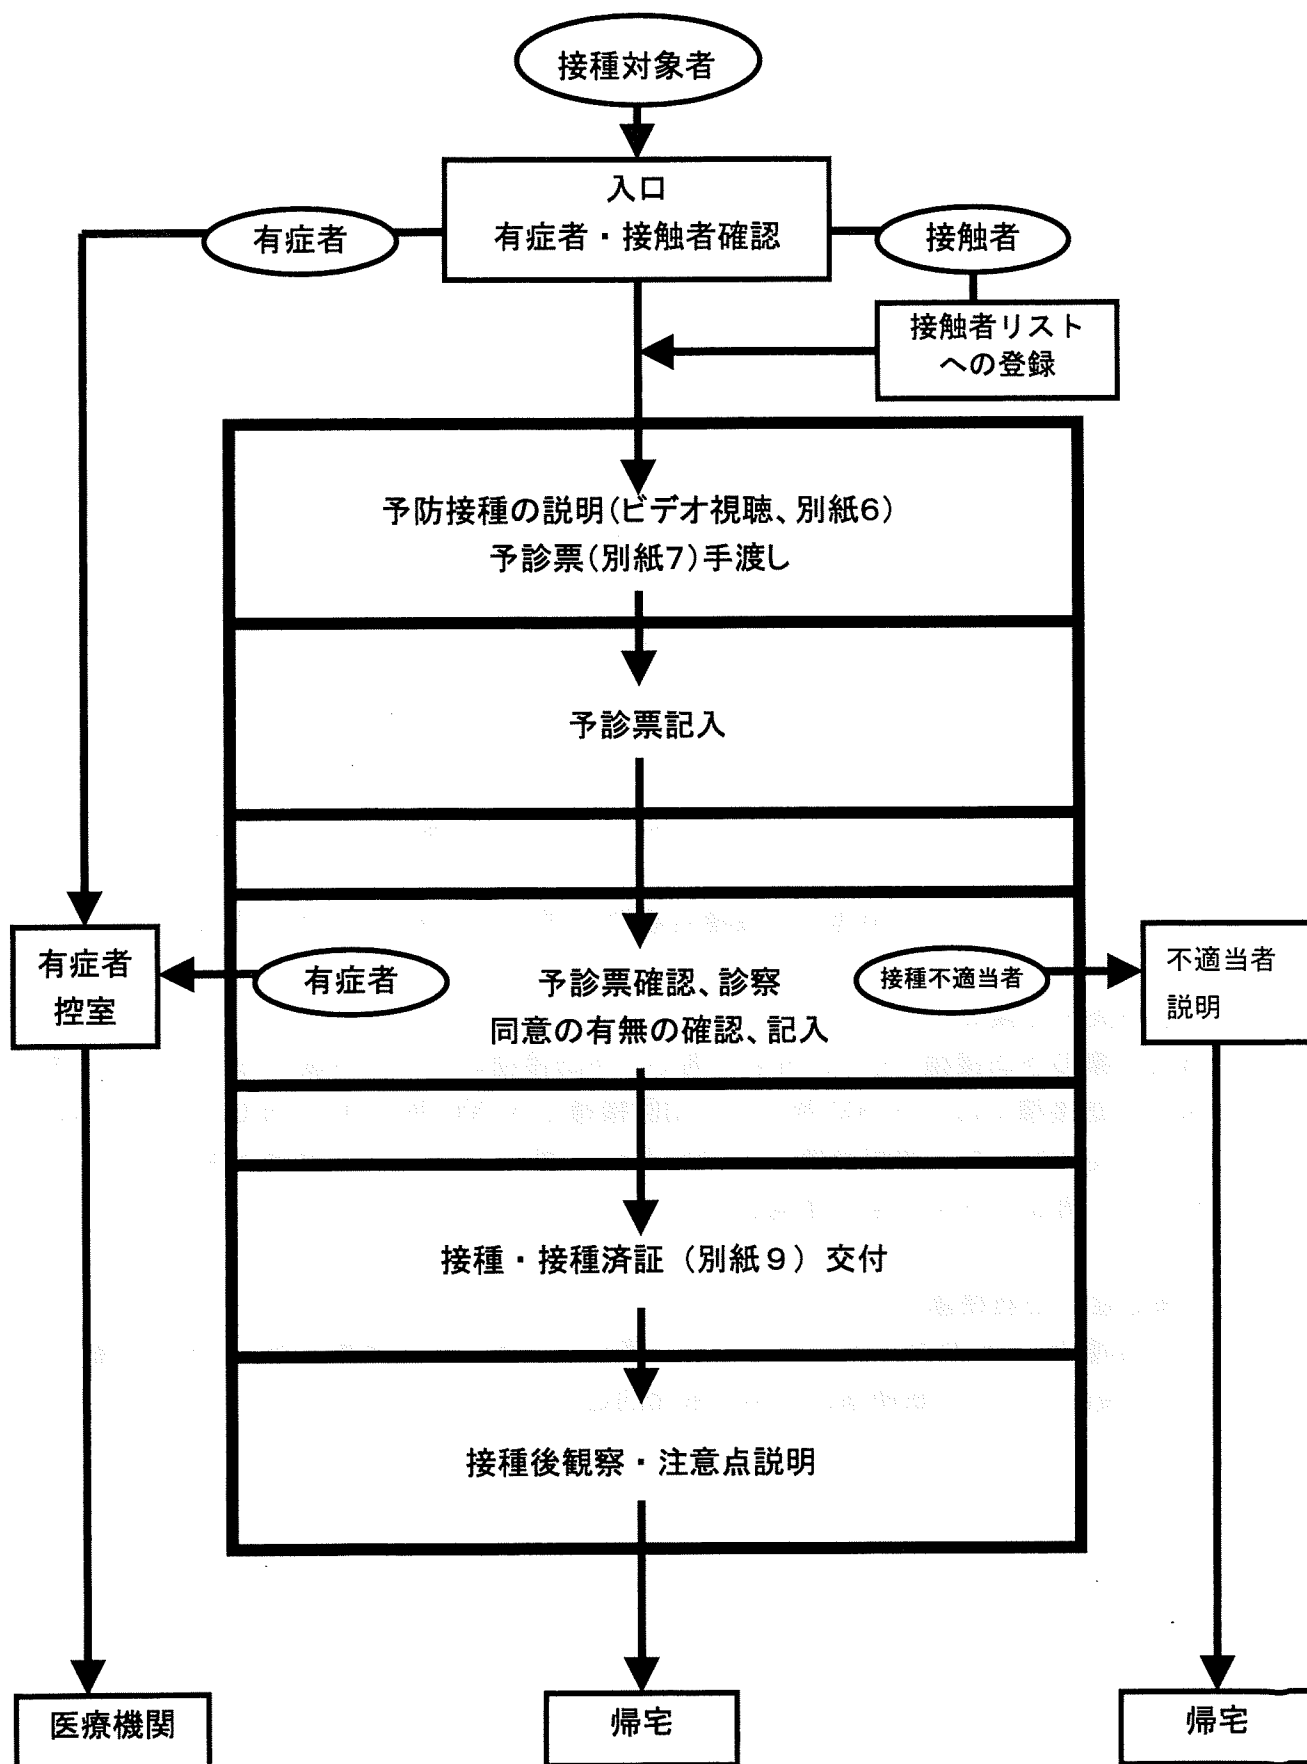 接種対象者
入口
有症者・接触者確認
有症者
接触者
接触者リスト
への登録
予防接種の説明(ビデオ視聴、別紙6)
予診票(別紙7)手渡し
予診票記入
有症者
控室
有症者
予診票確認、診察
同意の有無の確認、記入
接種不適当者
不適当者
説明
接種・接種済証（別紙９）交付
接種後観察・注意点説明
医療機関
帰宅
帰宅